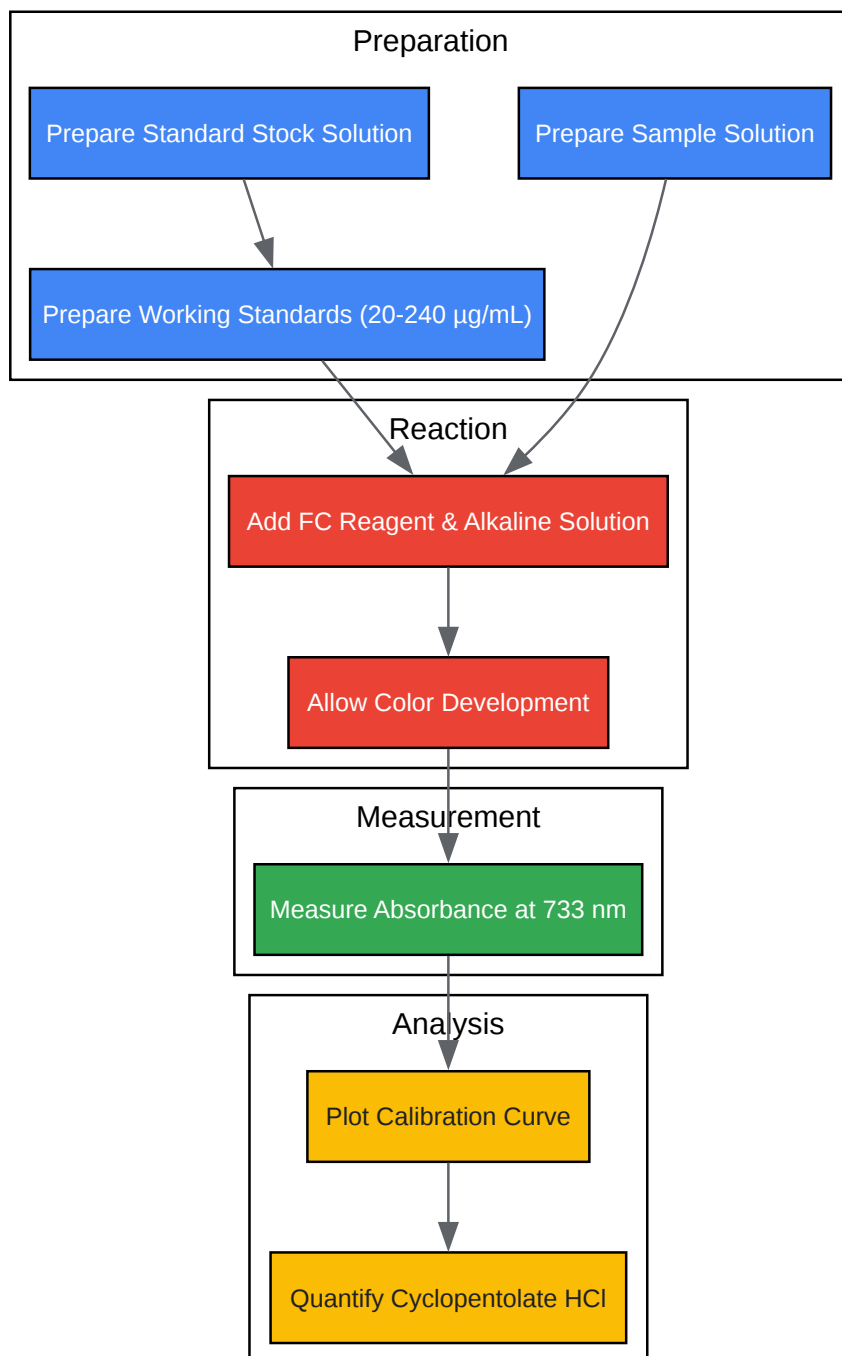 Preparation
Prepare Standard Stock Solution
Prepare Sample Solution
Prepare Working Standards (20-240 µg/mL)
Reaction
Add FC Reagent & Alkaline Solution
Allow Color Development
Measurement
Measure Absorbance at 733 nm
Analysis
Plot Calibration Curve
Quantify Cyclopentolate HCl